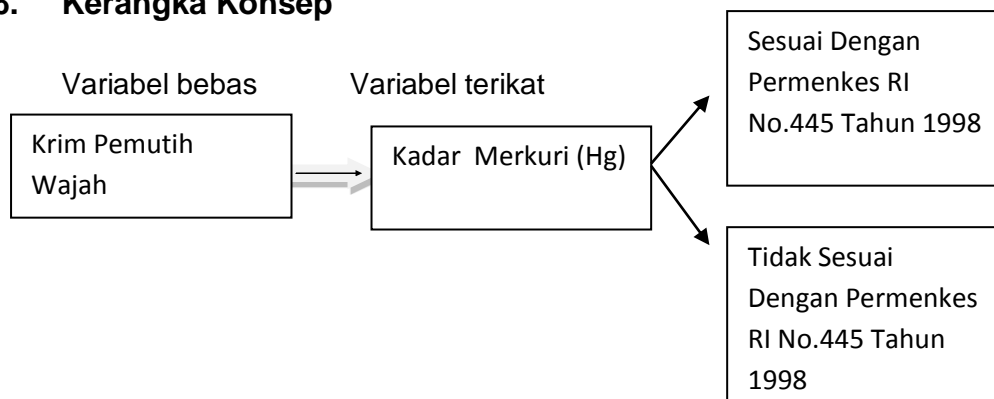 Kerangka Konsep
Variabel bebas
Variabel terikat
Krim Pemutih
Wajah
Kadar Merkuri (Hg)
Sesuai Dengan
Permenkes RI
No.445 Tahun 1998
Tidak Sesuai
Dengan Permenkes
RI No.445 Tahun
1998